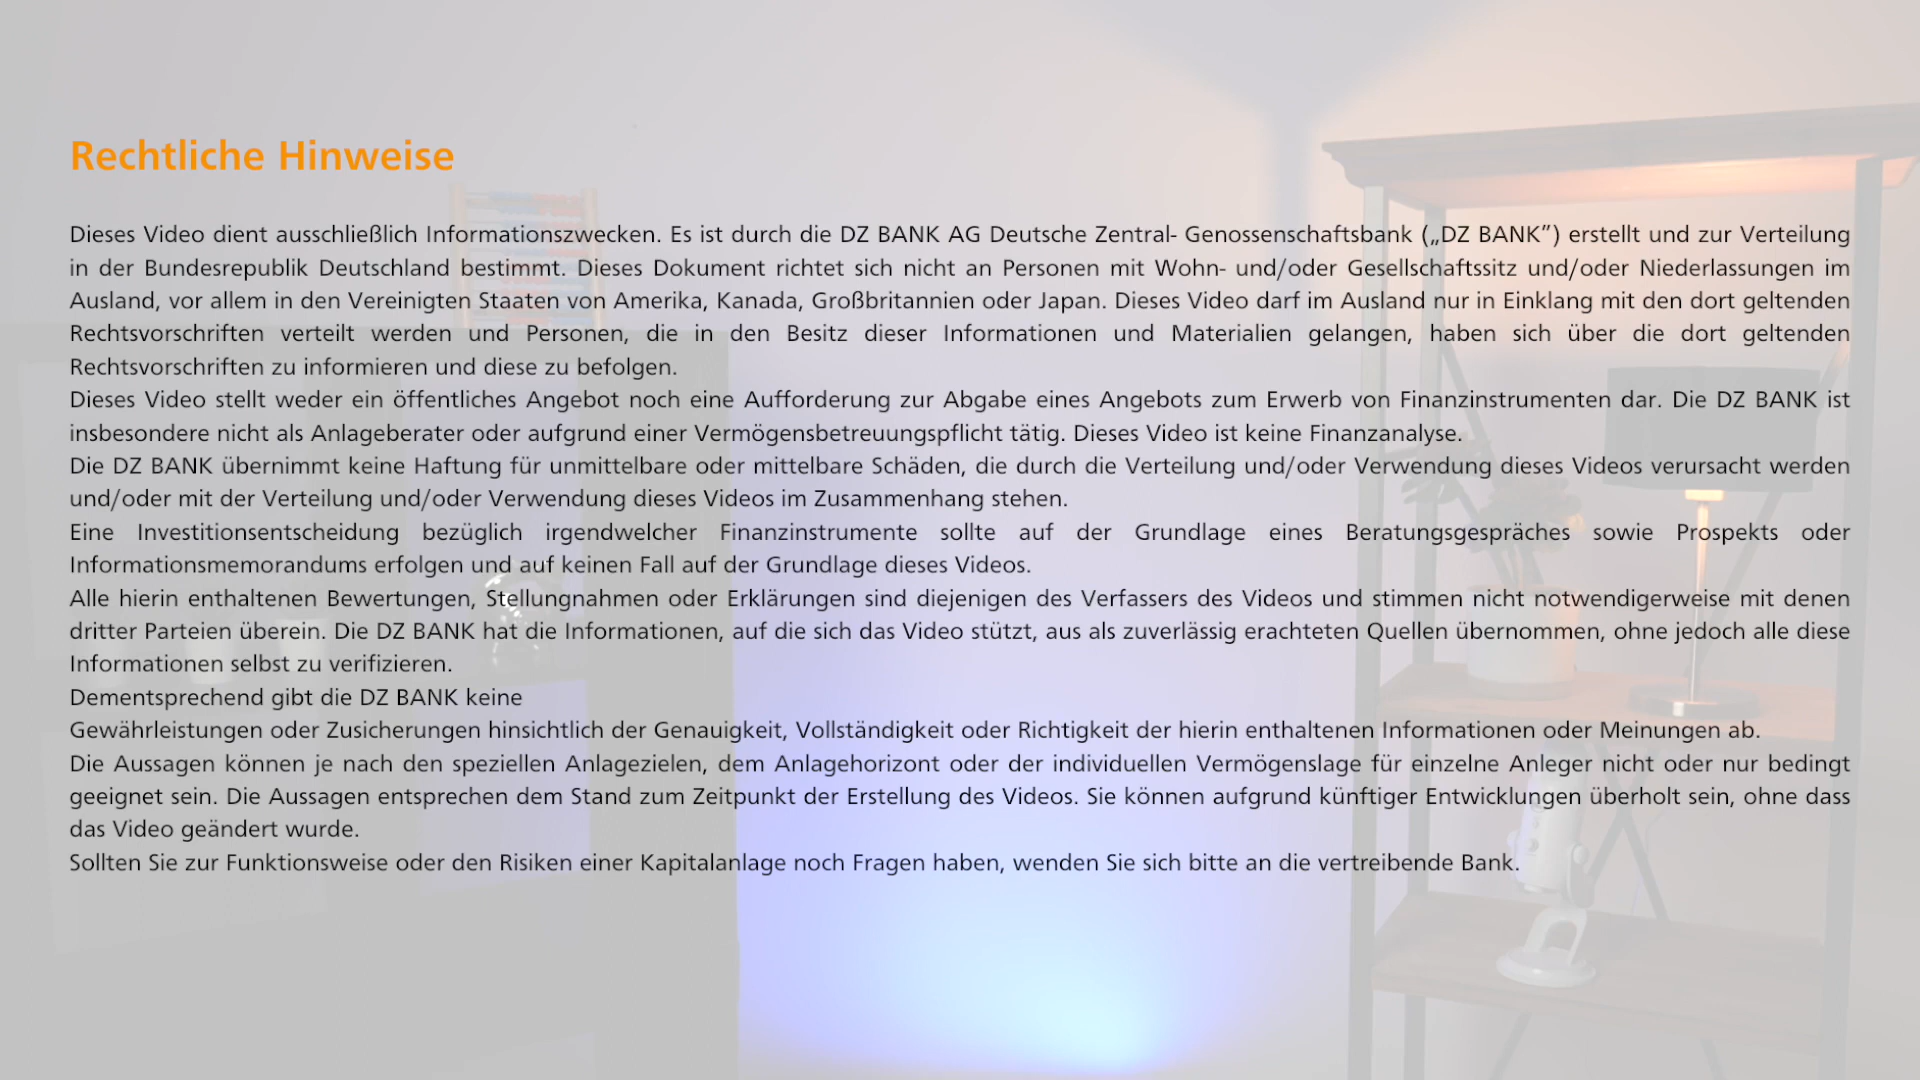 Rechtliche Hinweise
Dieses Video dient ausschließlich Informationszwecken. Es ist durch die DZ BANK AG Deutsche Zentral- Genossenschaftsbank („DZ BANK”) erstellt und zur Verteilung
in der Bundesrepublik Deutschland bestimmt. Dieses Dokument richtet sich nicht an Personen mit Wohn- und/oder Gesellschaftssitz und/oder Niederlassungen im
Ausland, vor allem in den Vereinigten Staaten von Amerika, Kanada, Großbritannien oder Japan. Dieses Video darf im Ausland nur in Einklang mit den dort geltenden
Rechtsvorschriften verteilt werden und Personen, die in den Besitz dieser Informationen und Materialien gelangen, haben sich über die dort geltenden
Rechtsvorschriften zu informieren und diese zu befolgen.
Dieses Video stellt weder ein öffentliches Angebot noch eine Aufforderung zur Abgabe eines Angebots zum Erwerb von Finanzinstrumenten dar. Die DZ BANK ist
insbesondere nicht als Anlageberater oder aufgrund einer Vermögensbetreuungspflicht tätig. Dieses Video ist keine Finanzanalyse.
Die DZ BANK übernimmt keine Haftung für unmittelbare oder mittelbare Schäden, die durch die Verteilung und/oder Verwendung dieses Videos verursacht werden
und/oder mit der Verteilung und/oder Verwendung dieses Videos im Zusammenhang stehen.
Eine Investitionsentscheidung bezüglich irgendwelcher Finanzinstrumente sollte auf der Grundlage eines Beratungsgespräches sowie Prospekts oder
Informationsmemorandums erfolgen und auf keinen Fall auf der Grundlage dieses Videos.
Alle hierin enthaltenen Bewertungen, Stellungnahmen oder Erklärungen sind diejenigen des Verfassers des Videos und stimmen nicht notwendigerweise mit denen
dritter Parteien überein. Die DZ BANK hat die Informationen, auf die sich das Video stützt, aus als zuverlässig erachteten Quellen übernommen, ohne jedoch alle diese
Informationen selbst zu verifizieren.
Dementsprechend gibt die DZ BANK keine
Gewährleistungen oder Zusicherungen hinsichtlich der Genauigkeit, Vollständigkeit oder Richtigkeit der hierin enthaltenen Informationen oder Meinungen ab.
Die Aussagen können je nach den speziellen Anlagezielen, dem Anlagehorizont oder der individuellen Vermögenslage für einzelne Anleger nicht oder nur bedingt
geeignet sein. Die Aussagen entsprechen dem Stand zum Zeitpunkt der Erstellung des Videos. Sie können aufgrund künftiger Entwicklungen überholt sein, ohne dass
das Video geändert wurde.
Sollten Sie zur Funktionsweise oder den Risiken einer Kapitalanlage noch Fragen haben, wenden Sie sich bitte an die vertreibende Bank.